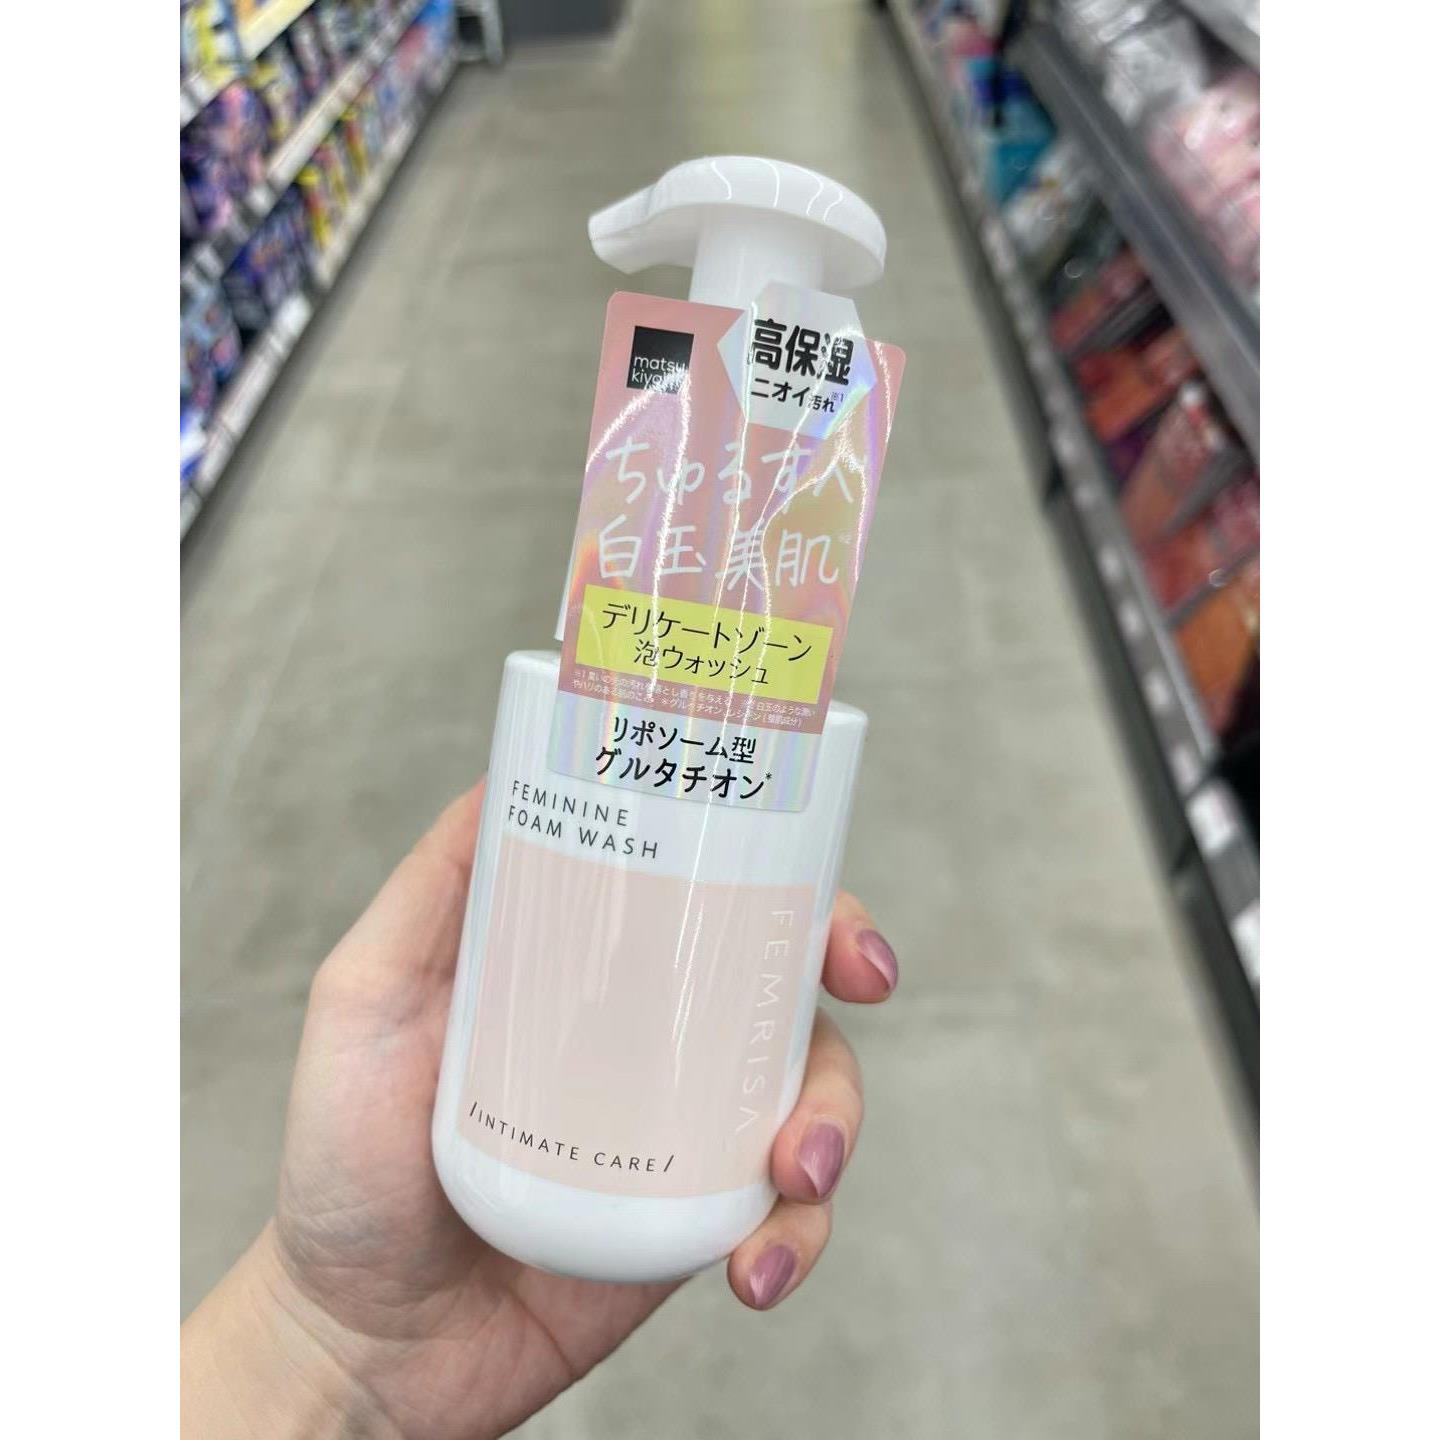 matsu
kiyo
高保湿
ニオイ汚れ※1
ちゅるすべ
白玉美肌※2
デリケートゾーン
泡ウォッシュ
リポソーム型
グルタチオン*
FEMININE
FOAM WASH
FEMRISA
/INTIMATE CARE/